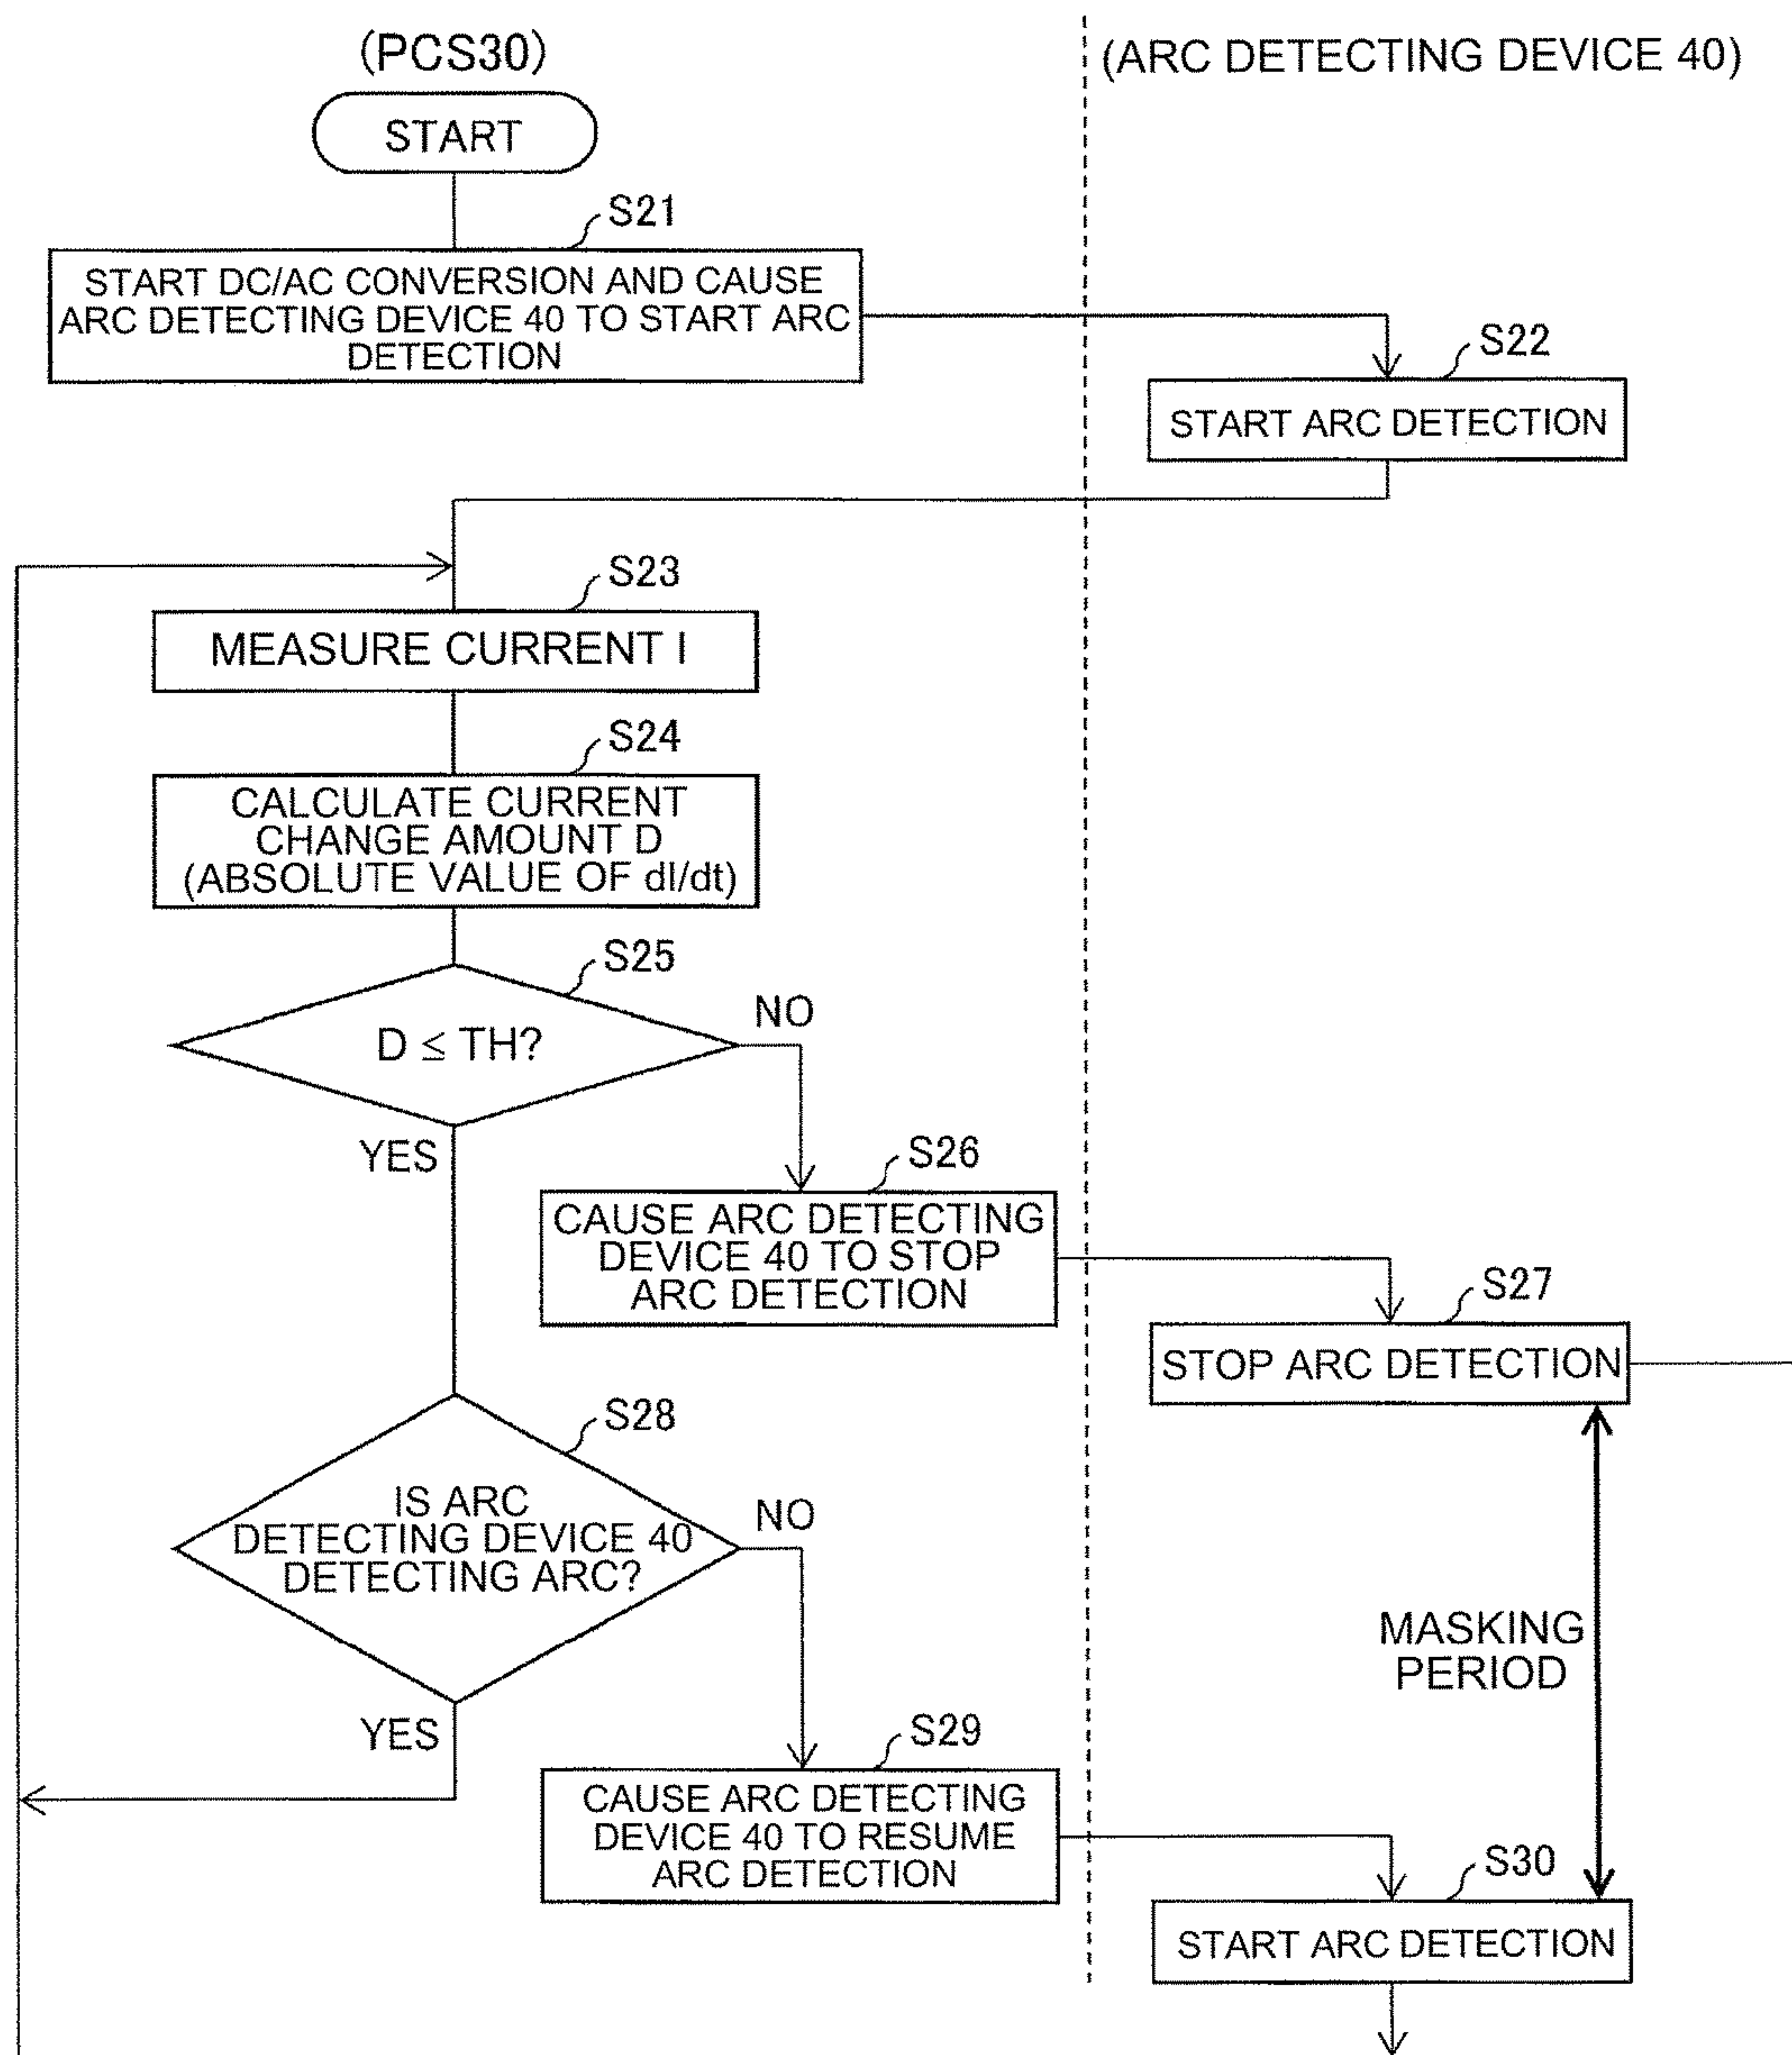 (PCS30)
(ARC DETECTING DEVICE 40)
START
S21
START DC/AC CONVERSION AND CAUSE
ARC DETECTING DEVICE 40 TO START ARC
DETECTION
S22
START ARC DETECTION
S23
MEASURE CURRENT I
S24
CALCULATE CURRENT
CHANGE AMOUNT D
(ABSOLUTE VALUE OF dI/dt)
S25
D ≤ TH?
NO
YES
S26
CAUSE ARC DETECTING
DEVICE 40 TO STOP
ARC DETECTION
S27
STOP ARC DETECTION
S28
IS ARC
DETECTING DEVICE 40
DETECTING ARC?
NO
YES
MASKING
PERIOD
S29
CAUSE ARC DETECTING
DEVICE 40 TO RESUME
ARC DETECTION
S30
START ARC DETECTION